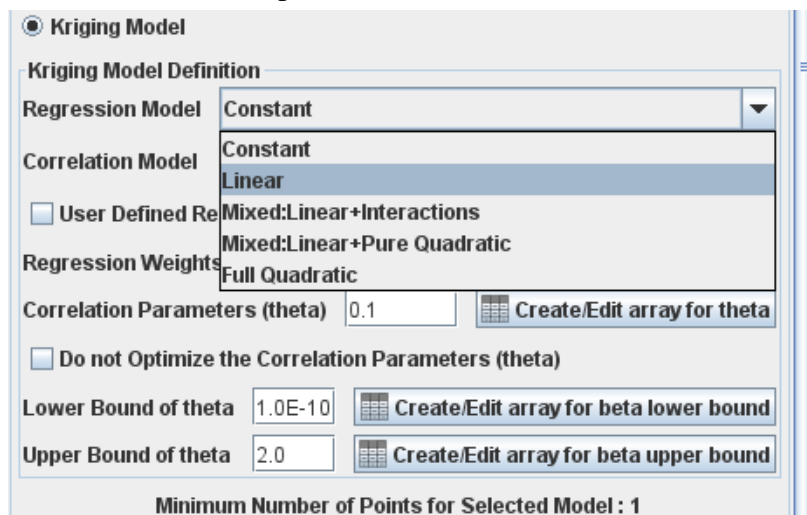 Kriging Model
Kriging Model Definition
Regression Model Constant
Constant
Correlation Model
Linear
User Defined Re
Mixed:Linear+Interactions
Mixed:Linear+Pure Quadratic
Regression Weights
Full Quadratic
Correlation Parameters (theta) 0.1 Create/Edit array for theta
Do not Optimize the Correlation Parameters (theta)
Lower Bound of theta 1.0E-10 Create/Edit array for beta lower bound
Upper Bound of theta 2.0 Create/Edit array for beta upper bound
Minimum Number of Points for Selected Model : 1